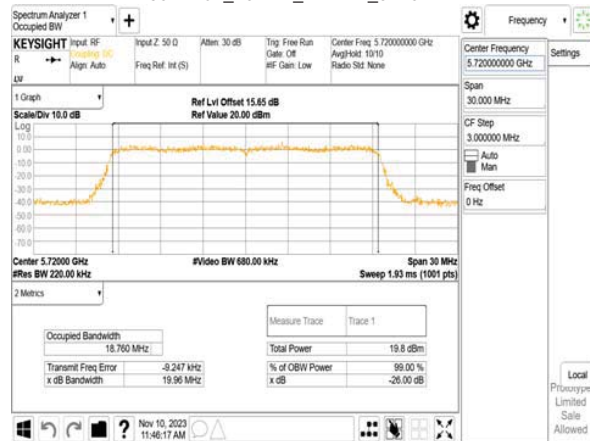 Spectrum Analyzer 1
Occupied BW
Frequency
KEYSIGHT Input: RF
Coupling: DC
Align: Auto
Input Z: 50 Ω
Freq Ref: Int (S)
Atten: 30 dB
Trig: Free Run
Gate: Off
#IF Gain: Low
Center Freq: 5.720000000 GHz
Avg|Hold: 10/10
Radio Std: None
R
LV
Center Frequency
5.720000000 GHz
Settings
Span
30.000 MHz
CF Step
3.000000 MHz
Auto
Man
Freq Offset
0 Hz
1 Graph
Scale/Div 10.0 dB
Ref Lvl Offset 15.65 dB
Ref Value 20.00 dBm
Log
10.0
0.00
-10.0
-20.0
-30.0
-40.0
-50.0
-60.0
-70.0
Center 5.72000 GHz
#Res BW 220.00 kHz
#Video BW 680.00 kHz
Span 30 MHz
Sweep 1.93 ms (1001 pts)
2 Metrics
Measure Trace Trace 1
Occupied Bandwidth
18.760 MHz
Total Power 19.8 dBm
Transmit Freq Error -9.247 kHz
% of OBW Power 99.00 %
x dB Bandwidth 19.96 MHz
x dB -26.00 dB
Local
Prototype
Limited
Sale
Allowed
?
Nov 10, 2023
11:46:17 AM